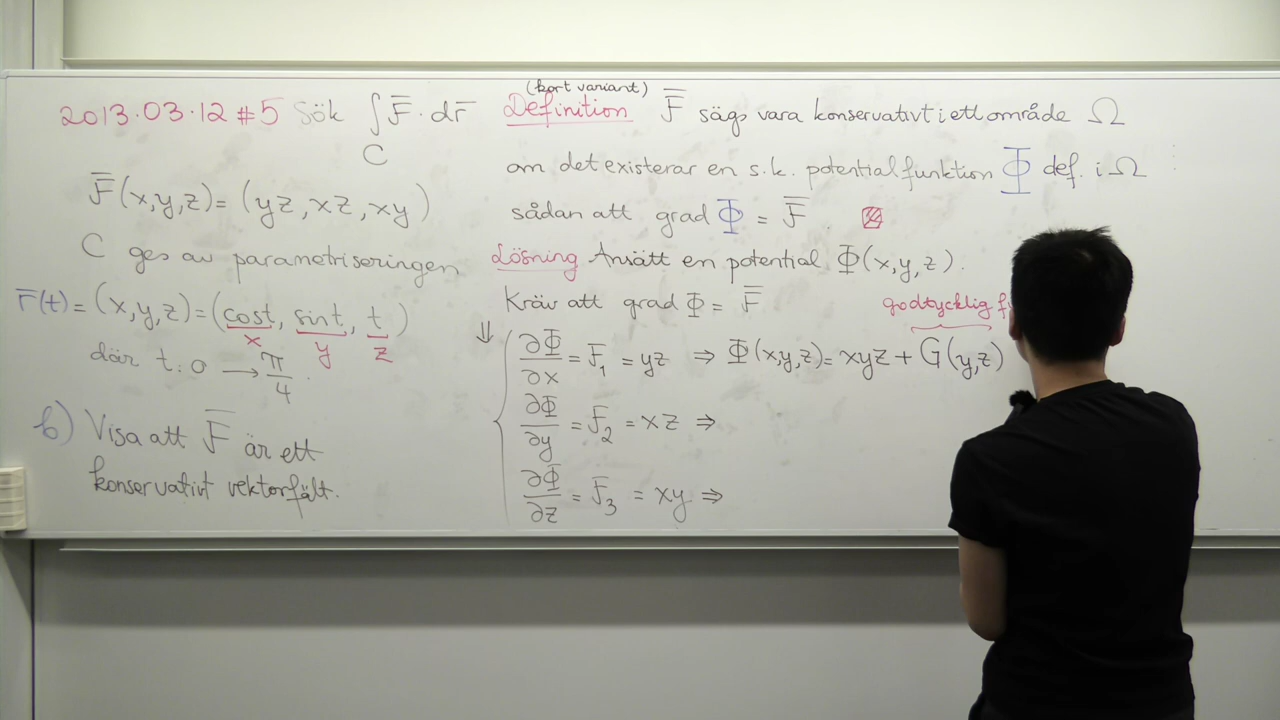 2013.03.12 #5 Sök ∫_C F̄ · dr̄
F̄(x,y,z) = (yz, xz, xy)
C ges av parametriseringen
r̄(t) = (x,y,z) = (cost, sint, t)
x y z
där t: 0 → π/4.
b) Visa att F̄ är ett
konservativt vektorfält.
(kort variant)
Definition F̄ sägs vara konservativt i ett område Ω
om det existerar en s.k. potentialfunktion Φ def. i Ω
sådan att grad Φ = F̄
Lösning Ansätt en potential Φ(x,y,z).
Kräv att grad Φ = F̄
godtycklig
⇓ { ∂Φ/∂x = F₁ = yz ⇒ Φ(x,y,z) = xyz + G(y,z)
∂Φ/∂y = F₂ = xz ⇒
∂Φ/∂z = F₃ = xy ⇒